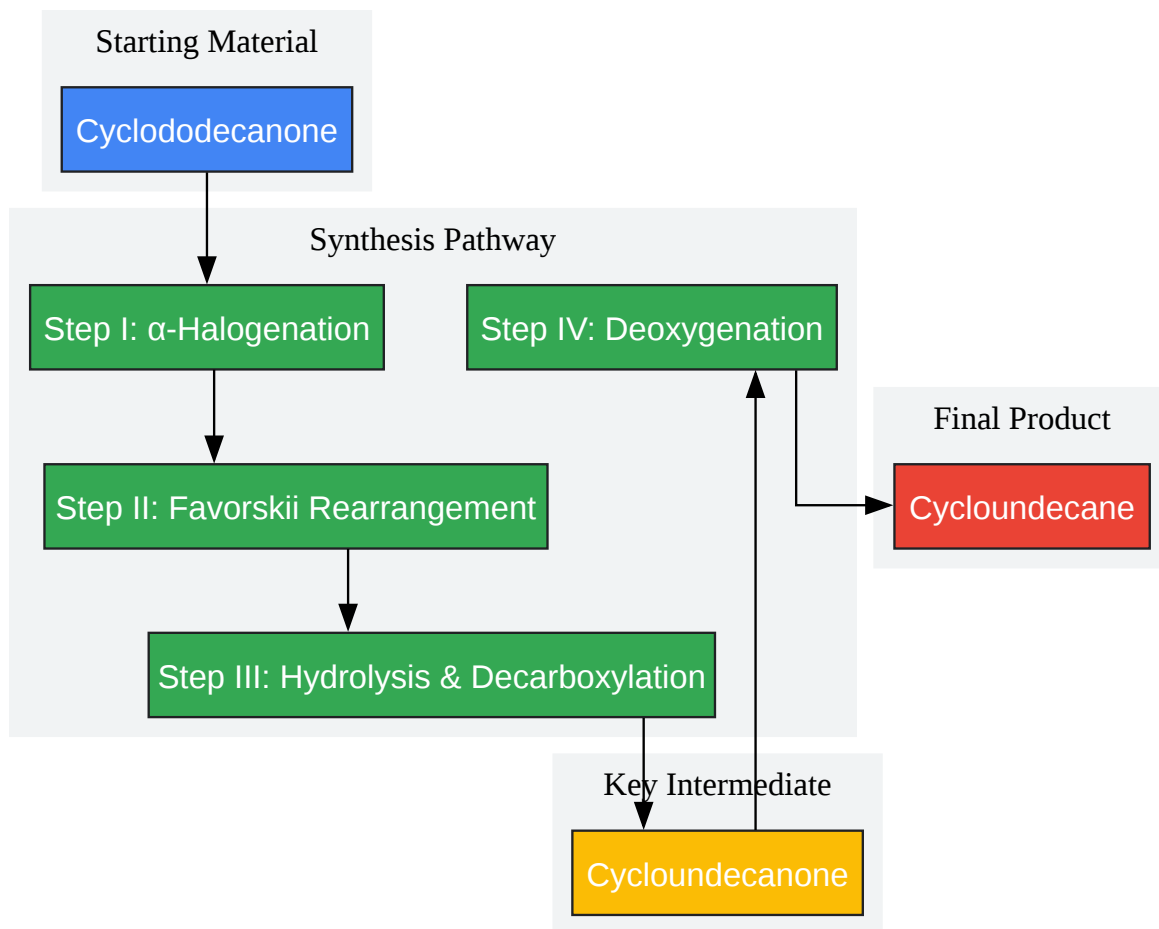 Starting Material
Cyclododecanone
Synthesis Pathway
Step I: α-Halogenation
Step IV: Deoxygenation
Step II: Favorskii Rearrangement
Step III: Hydrolysis & Decarboxylation
Final Product
Cycloundecane
Key Intermediate
Cycloundecanone